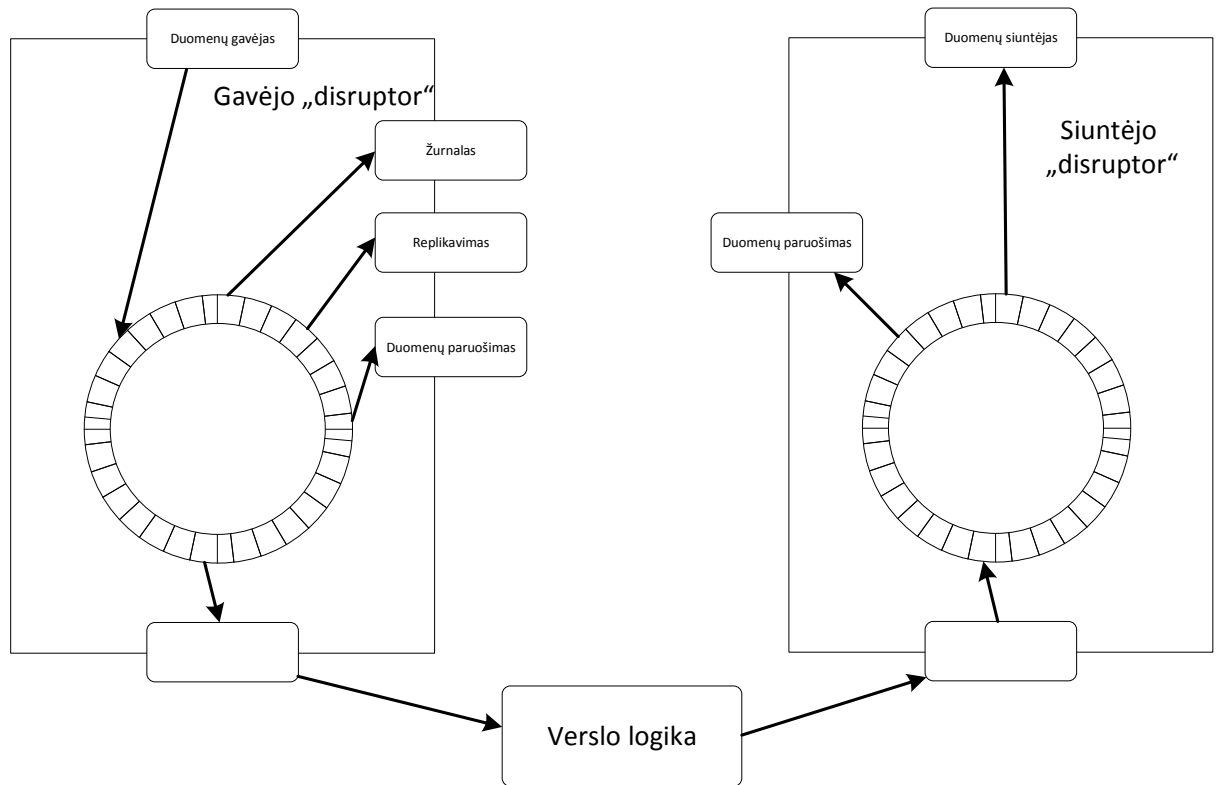 Duomenų gavėjas
Gavėjo „disruptor“
Žurnalas
Replikavimas
Duomenų paruošimas
Duomenų siuntėjas
Siuntėjo
„disruptor“
Duomenų paruošimas
Verslo logika